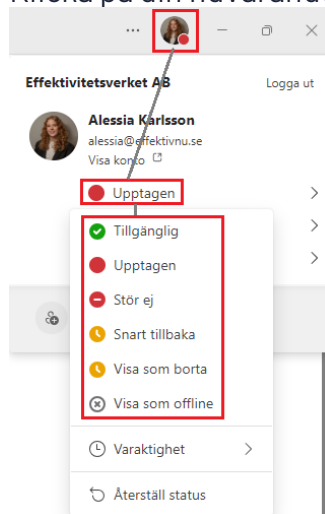 ...
Effektivitetsverket AB
Logga ut
Alessia Karlsson
alessia@effektivnu.se
Visa konto
Upptagen
Tillgänglig
Upptagen
Stör ej
Snart tillbaka
Visa som borta
Visa som offline
Varaktighet
Återställ status